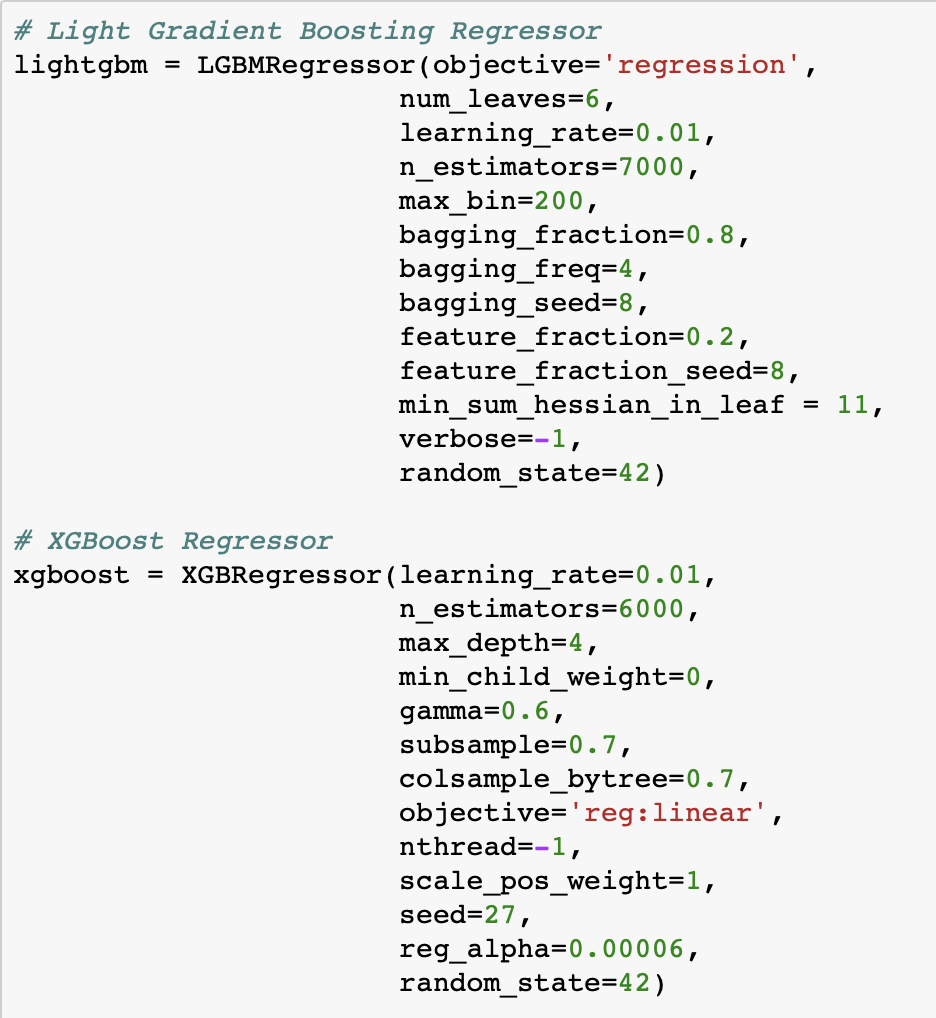 # Light Gradient Boosting Regressor
lightgbm = LGBMRegressor(objective='regression',
num_leaves=6,
learning_rate=0.01,
n_estimators=7000,
max_bin=200,
bagging_fraction=0.8,
bagging_freq=4,
bagging_seed=8,
feature_fraction=0.2,
feature_fraction_seed=8,
min_sum_hessian_in_leaf = 11,
verbose=-1,
random_state=42)
# XGBoost Regressor
xgboost = XGBRegressor(learning_rate=0.01,
n_estimators=6000,
max_depth=4,
min_child_weight=0,
gamma=0.6,
subsample=0.7,
colsample_bytree=0.7,
objective='reg:linear',
nthread=-1,
scale_pos_weight=1,
seed=27,
reg_alpha=0.00006,
random_state=42)